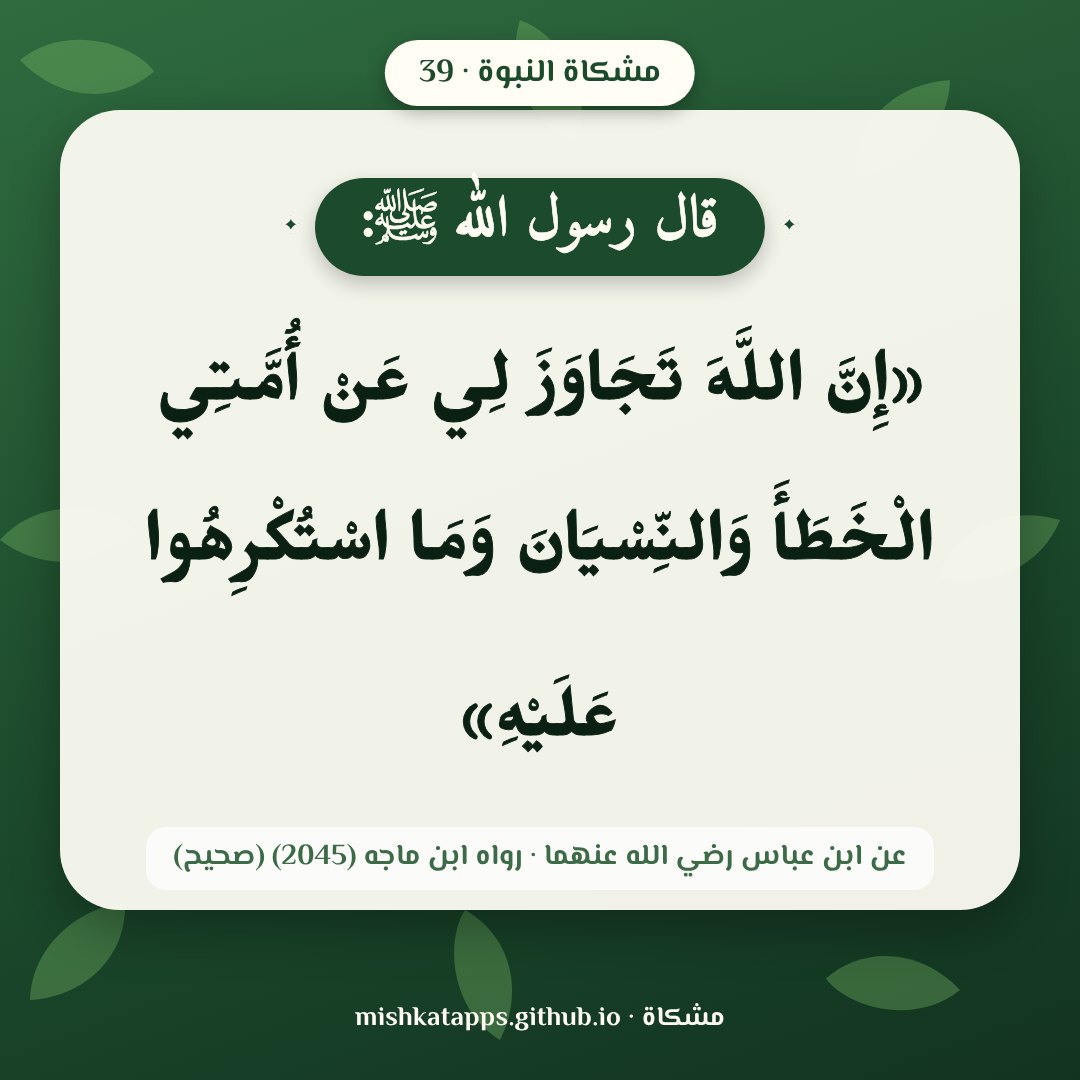 مشكاة النبوة · 39
قال رسول الله ﷺ:
«إِنَّ اللَّهَ تَجَاوَزَ لِي عَنْ أُمَّتِي
الْخَطَأَ وَالنِّسْيَانَ وَمَا اسْتُكْرِهُوا
عَلَيْهِ»
عن ابن عباس رضي الله عنهما · رواه ابن ماجه (2045) (صحيح)
مشكاة · mishkatapps.github.io